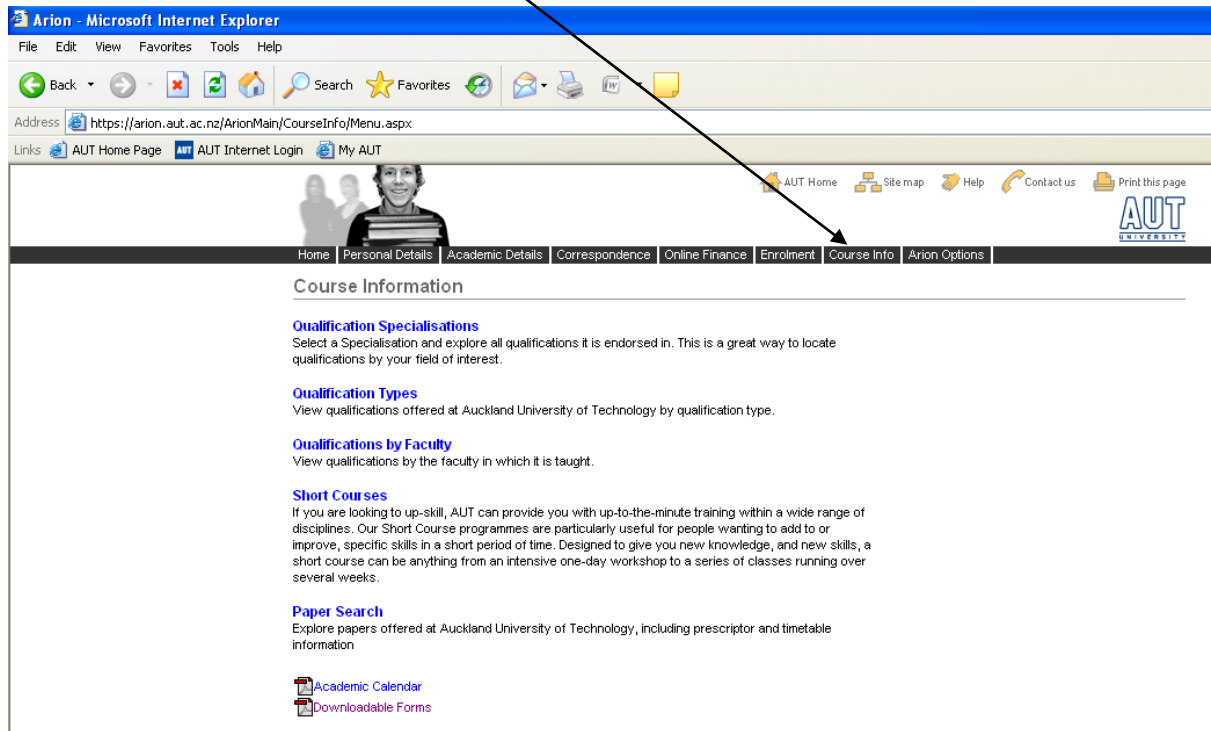 Arion - Microsoft Internet Explorer
File Edit View Favorites Tools Help
Back Search Favorites
Address https://arion.aut.ac.nz/ArionMain/CourseInfo/Menu.aspx
Links AUT Home Page AUT AUT Internet Login My AUT
AUT Home Site map Help Contact us Print this page
AUT
UNIVERSITY
Home Personal Details Academic Details Correspondence Online Finance Enrolment Course Info Arion Options
Course Information
Qualification Specialisations
Select a Specialisation and explore all qualifications it is endorsed in. This is a great way to locate
qualifications by your field of interest.
Qualification Types
View qualifications offered at Auckland University of Technology by qualification type.
Qualifications by Faculty
View qualifications by the faculty in which it is taught.
Short Courses
If you are looking to up-skill, AUT can provide you with up-to-the-minute training within a wide range of
disciplines. Our Short Course programmes are particularly useful for people wanting to add to or
improve, specific skills in a short period of time. Designed to give you new knowledge, and new skills, a
short course can be anything from an intensive one-day workshop to a series of classes running over
several weeks.
Paper Search
Explore papers offered at Auckland University of Technology, including prescriptor and timetable
information
Academic Calendar
Downloadable Forms